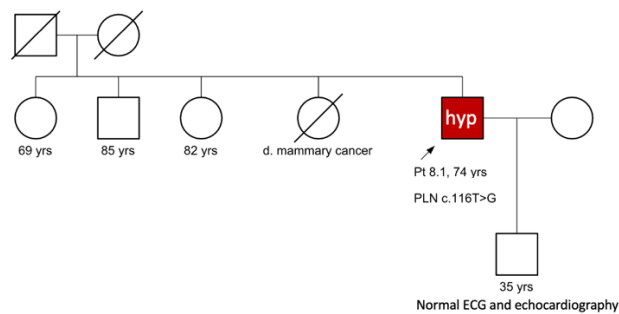 hyp
69 yrs
85 yrs
82 yrs
d. mammary cancer
Pt 8.1, 74 yrs
PLN c.116T>G
35 yrs
Normal ECG and echocardiography